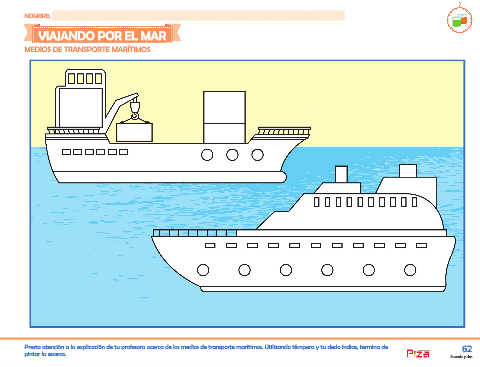 NOMBRE:
VIAJANDO POR EL MAR
MEDIOS DE TRANSPORTE MARÍTIMOS
Presta atención a la explicación de tu profesora acerca de los medios de transporte marítimos. Utilizando témpera y tu dedo índice, termina de
pintar la escena.
62